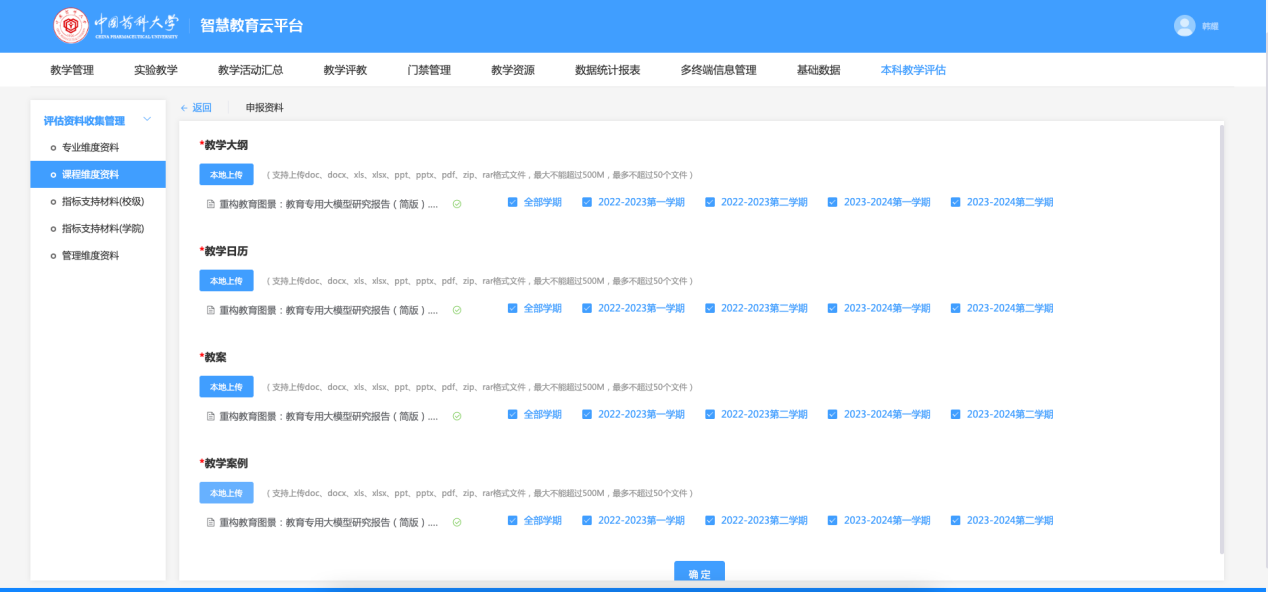 中国药科大学
CHINA PHARMACEUTICAL UNIVERSITY
智慧教育云平台
韩耀
教学管理 实验教学 教学活动汇总 教学评教 门禁管理 教学资源 数据统计报表 多终端信息管理 基础数据 本科教学评估
评估资料收集管理
专业维度资料
课程维度资料
指标支持材料(校级)
指标支持材料(学院)
管理维度资料
← 返回 申报资料
*教学大纲
本地上传 (支持上传doc、docx、xls、xlsx、ppt、pptx、pdf、zip、rar格式文件,最大不能超过500M,最多不超过50个文件)
重构教育图景:教育专用大模型研究报告(简版).... 全部学期 2022-2023第一学期 2022-2023第二学期 2023-2024第一学期 2023-2024第二学期
*教学日历
本地上传 (支持上传doc、docx、xls、xlsx、ppt、pptx、pdf、zip、rar格式文件,最大不能超过500M,最多不超过50个文件)
重构教育图景:教育专用大模型研究报告(简版).... 全部学期 2022-2023第一学期 2022-2023第二学期 2023-2024第一学期 2023-2024第二学期
*教案
本地上传 (支持上传doc、docx、xls、xlsx、ppt、pptx、pdf、zip、rar格式文件,最大不能超过500M,最多不超过50个文件)
重构教育图景:教育专用大模型研究报告(简版).... 全部学期 2022-2023第一学期 2022-2023第二学期 2023-2024第一学期 2023-2024第二学期
*教学案例
本地上传 (支持上传doc、docx、xls、xlsx、ppt、pptx、pdf、zip、rar格式文件,最大不能超过500M,最多不超过50个文件)
重构教育图景:教育专用大模型研究报告(简版).... 全部学期 2022-2023第一学期 2022-2023第二学期 2023-2024第一学期 2023-2024第二学期
确定